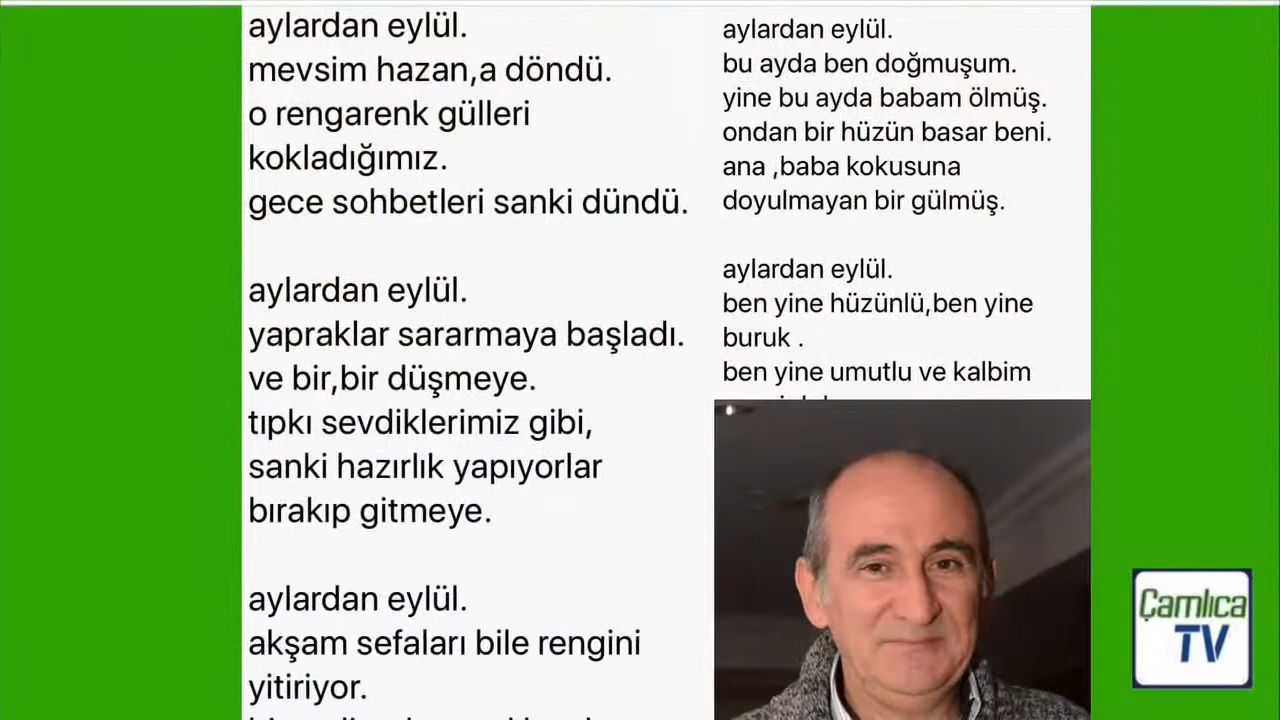 aylardan eylül.
mevsim hazan,a döndü.
o rengarenk gülleri
kokladığımız.
gece sohbetleri sanki dündü.
aylardan eylül.
yapraklar sararmaya başladı.
ve bir,bir düşmeye.
tıpkı sevdiklerimiz gibi,
sanki hazırlık yapıyorlar
bırakıp gitmeye.
aylardan eylül.
akşam sefaları bile rengini
yitiriyor.
aylardan eylül.
bu ayda ben doğmuşum.
yine bu ayda babam ölmüş.
ondan bir hüzün basar beni.
ana ,baba kokusuna
doyulmayan bir gülmüş.
aylardan eylül.
ben yine hüzünlü,ben yine
buruk .
ben yine umutlu ve kalbim
Çamlıca
TV